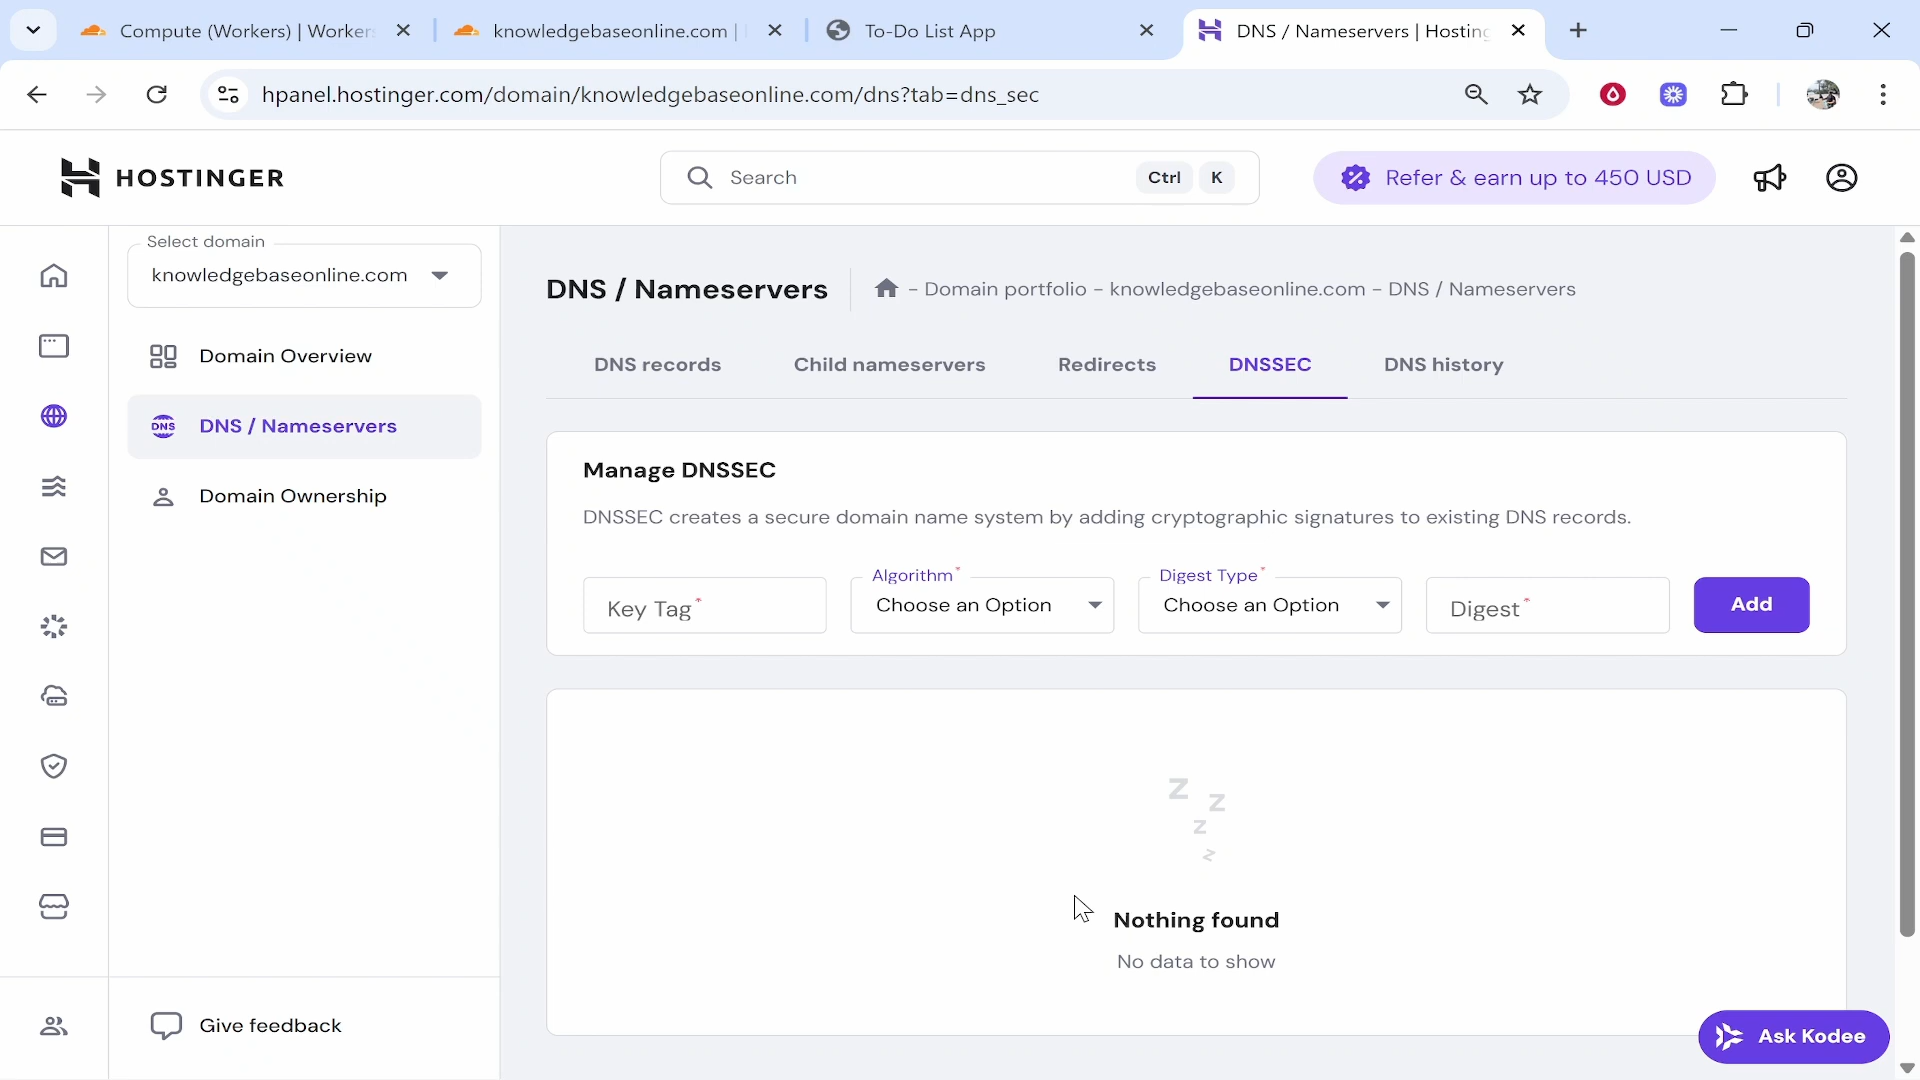 Compute (Workers) | Worker
knowledgebaseonline.com |
To-Do List App
DNS / Nameservers | Hosting
hpanel.hostinger.com/domain/knowledgebaseonline.com/dns?tab=dns_sec
HOSTINGER
Search
Ctrl
K
Refer & earn up to 450 USD
Select domain
knowledgebaseonline.com
Domain Overview
DNS
DNS / Nameservers
Domain Ownership
Give feedback
DNS / Nameservers
- Domain portfolio - knowledgebaseonline.com - DNS / Nameservers
DNS records
Child nameservers
Redirects
DNSSEC
DNS history
Manage DNSSEC
DNSSEC creates a secure domain name system by adding cryptographic signatures to existing DNS records.
Key Tag*
Algorithm*
Choose an Option
Digest Type*
Choose an Option
Digest*
Add
Z Z
Z
Z
Nothing found
No data to show
Ask Kodee